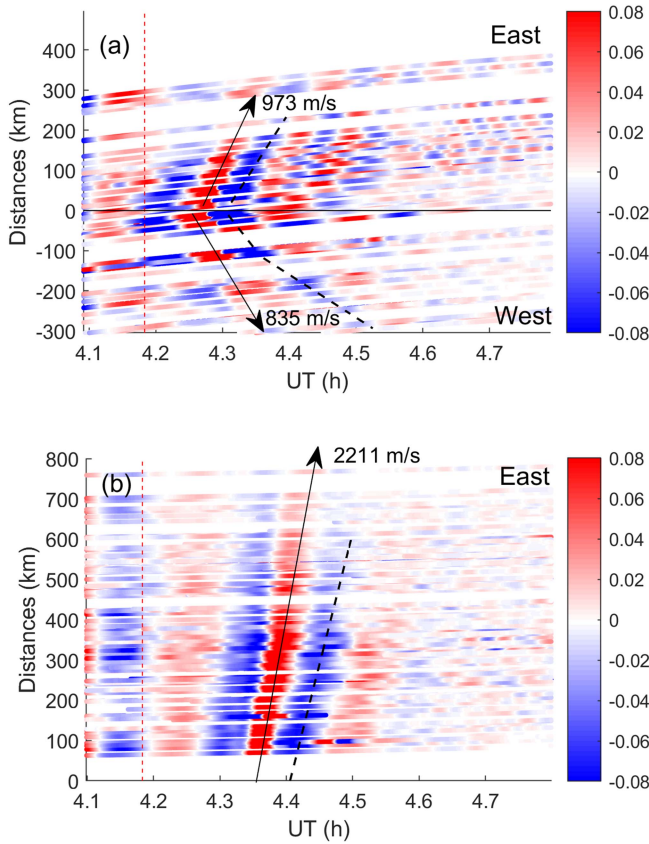 (a)
East
973 m/s
835 m/s
West
500
400
300
200
100
0
-100
-200
-300
Distances (km)
4.1 4.2 4.3 4.4 4.5 4.6 4.7
UT (h)
0.08
0.06
0.04
0.02
0
-0.02
-0.04
-0.06
-0.08
(b)
2211 m/s
East
800
700
600
500
400
300
200
100
0
Distances (km)
4.1 4.2 4.3 4.4 4.5 4.6 4.7
UT (h)
0.08
0.06
0.04
0.02
0
-0.02
-0.04
-0.06
-0.08